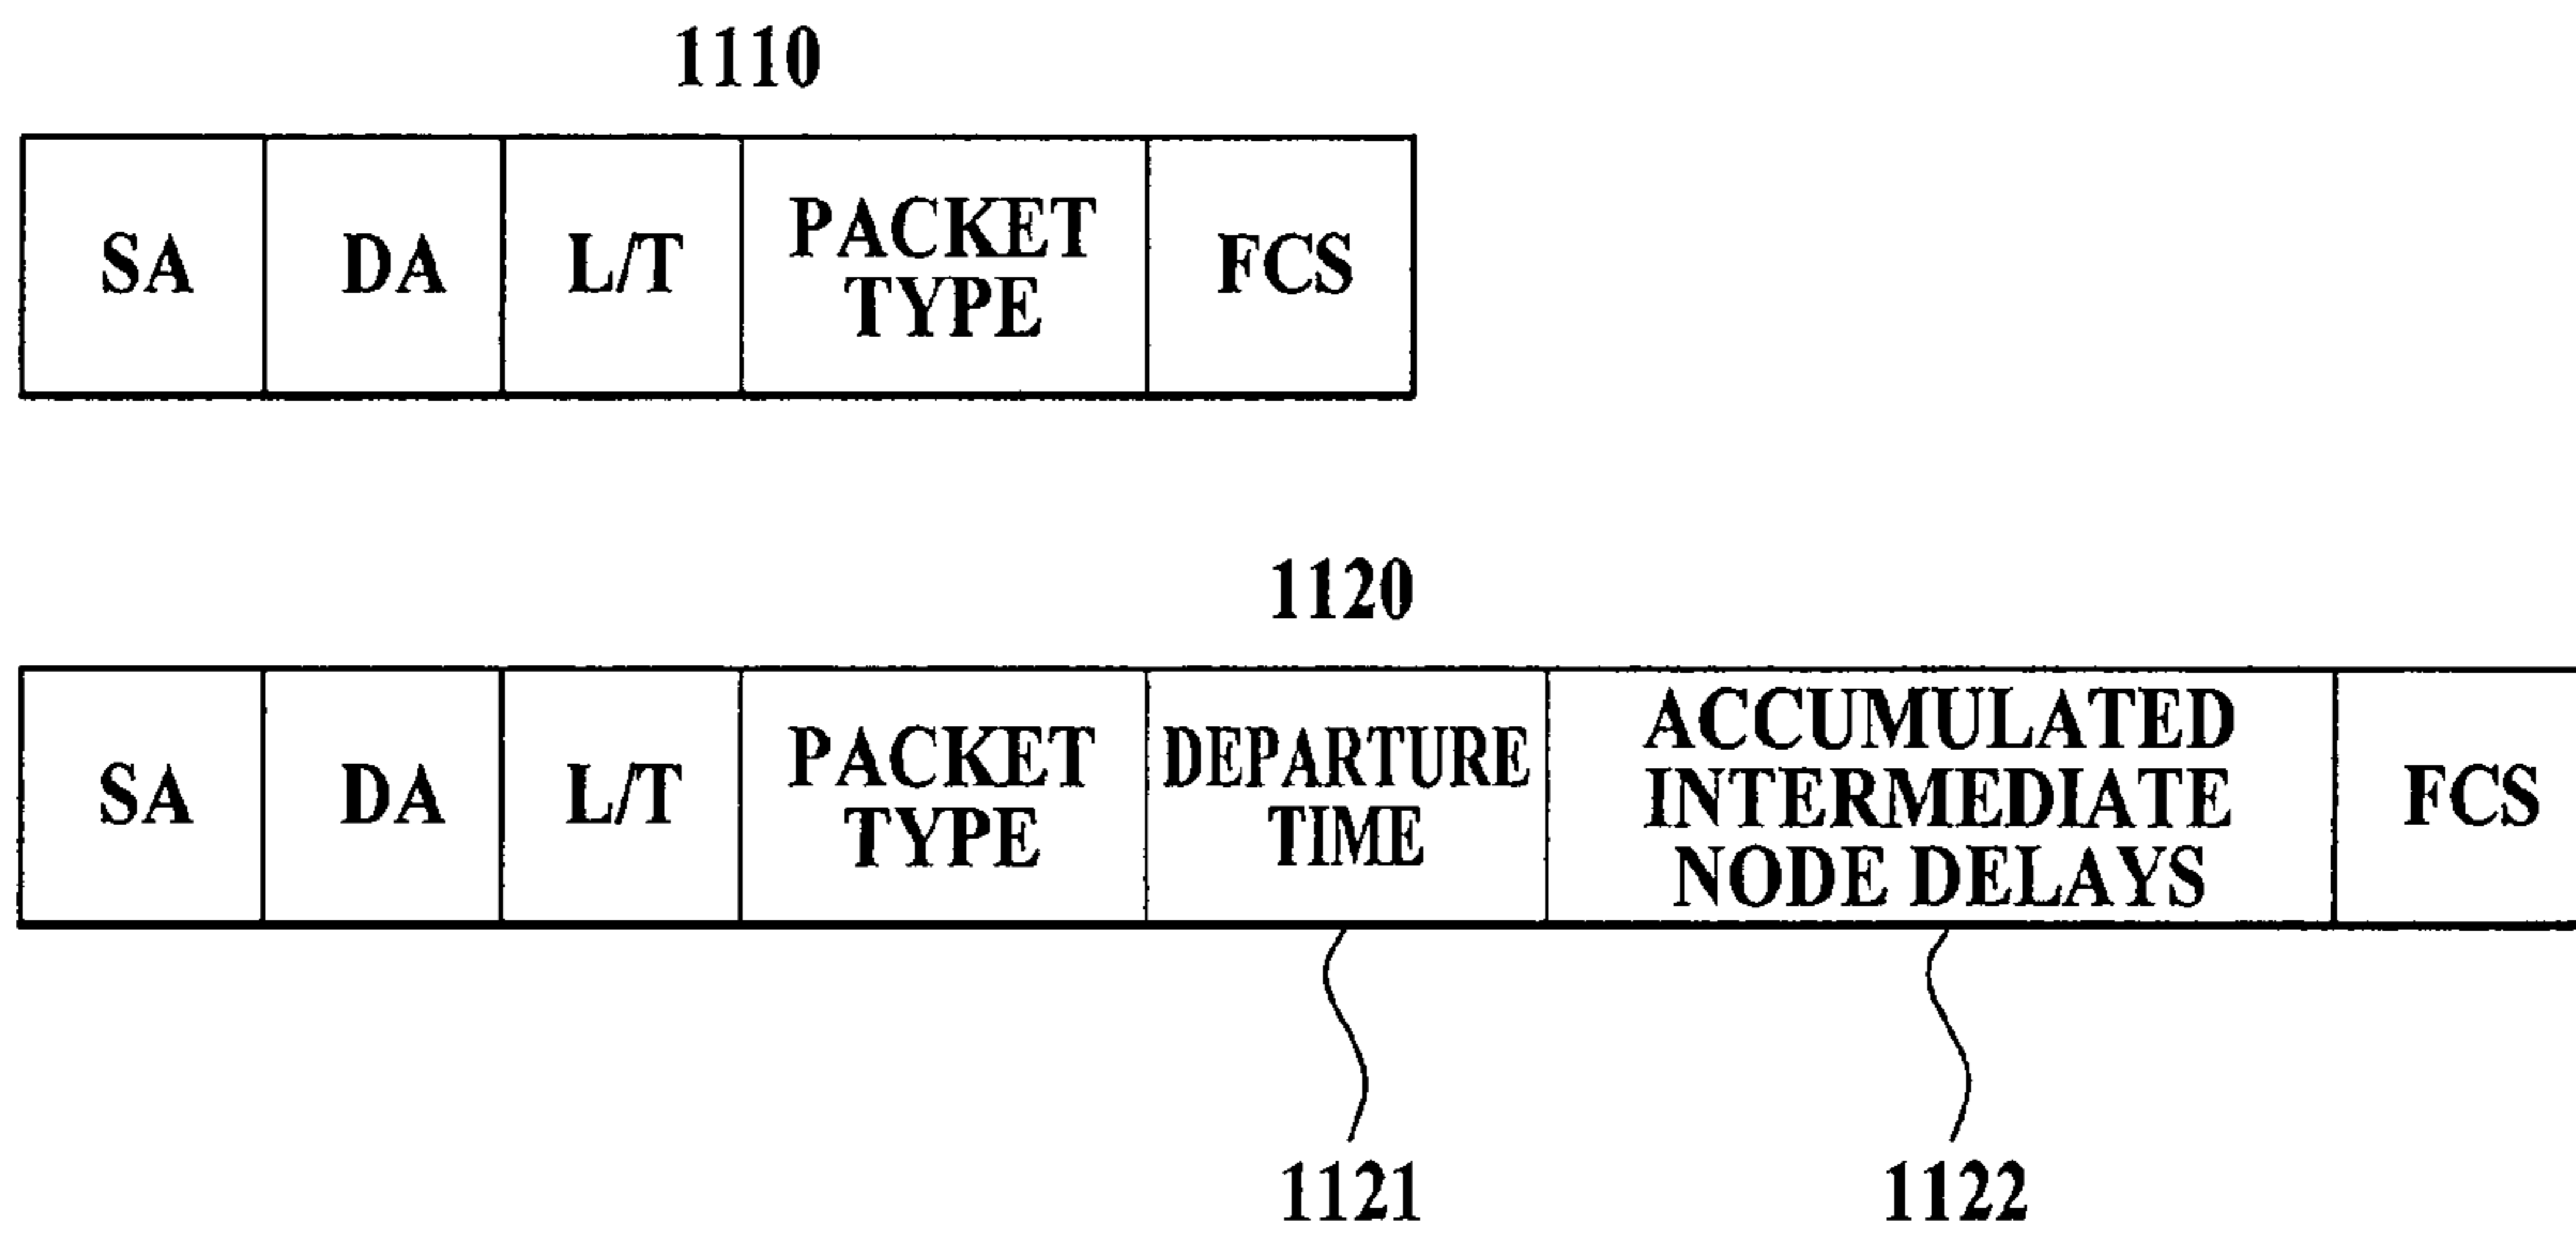 1110
SA
DA
L/T
PACKET
TYPE
FCS
1120
SA
DA
L/T
PACKET
TYPE
DEPARTURE
TIME
ACCUMULATED
INTERMEDIATE
NODE DELAYS
FCS
1121
1122